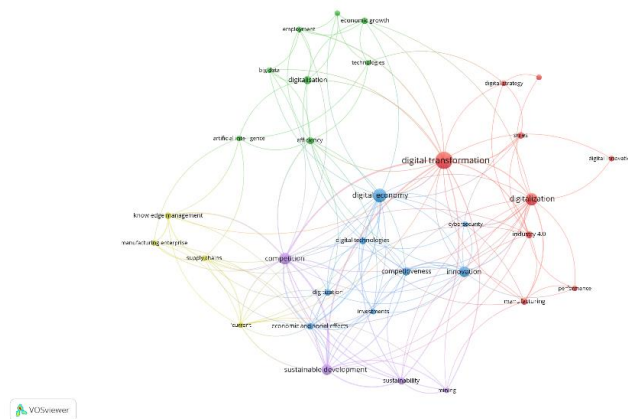 economic growth
employment
technologies
big data
digitalisation
digital strategy
artificial intelligence
efficiency
smes
digital transformation
digital innovation
digital economy
digitalization
knowledge management
cybersecurity
industry 4.0
manufacturing enterprise
digital technologies
supply chains
competition
competitiveness
innovation
digitization
performance
manufacturing
investments
current
economic and social effects
sustainable development
sustainability
mining
VOSviewer